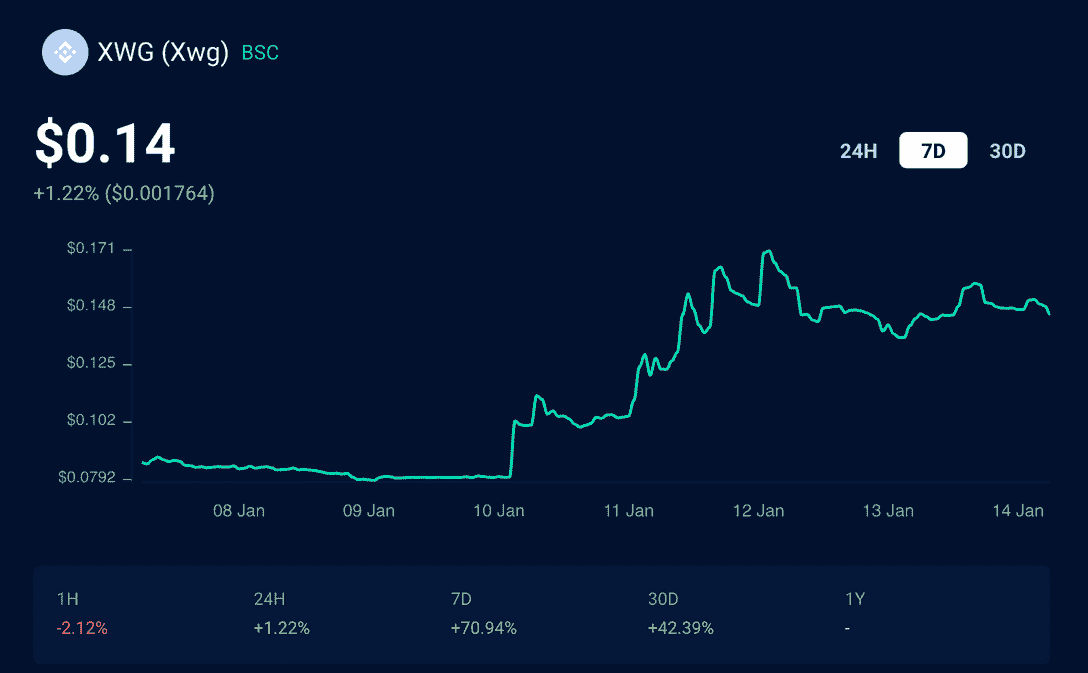 XWG (Xwg) BSC
$0.14
24H 7D 30D
+1.22% ($0.001764)
$0.171
$0.148
$0.125
$0.102
$0.0792
08 Jan 09 Jan 10 Jan 11 Jan 12 Jan 13 Jan 14 Jan
1H 24H 7D 30D 1Y
-2.12% +1.22% +70.94% +42.39% -